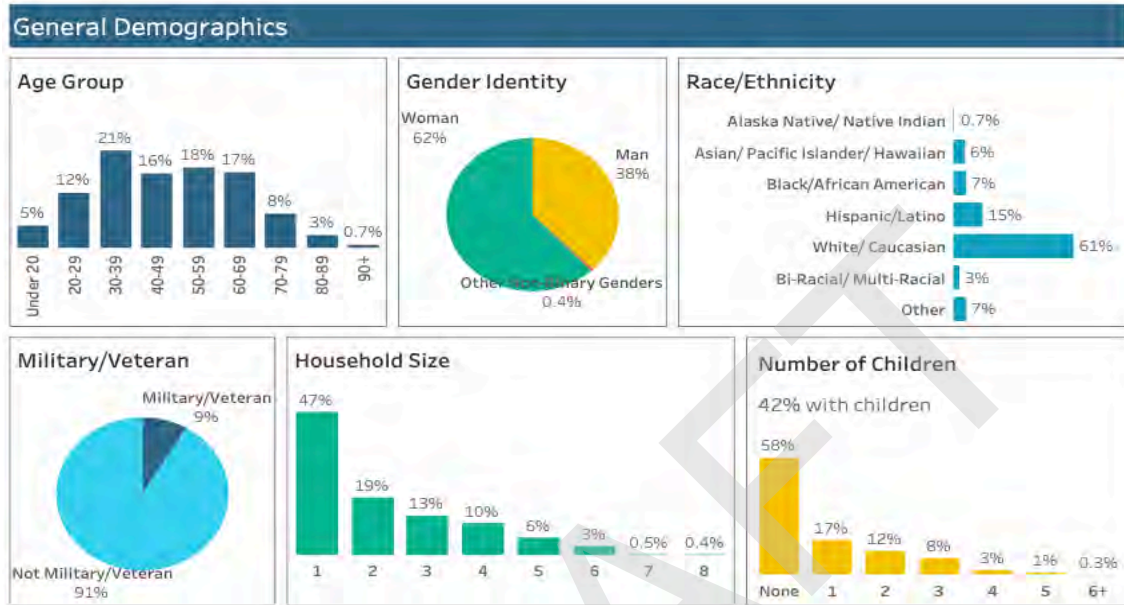 General Demographics
Age Group
5%
12%
21%
16%
18%
17%
8%
3%
0.7%
Under 20
20-29
30-39
40-49
50-59
60-69
70-79
80-89
90+
Gender Identity
Woman
62%
Man
38%
Other Non-Binary Genders
0.4%
Race/Ethnicity
Alaska Native/ Native Indian 0.7%
Asian/ Pacific Islander/ Hawaiian 6%
Black/African American 7%
Hispanic/Latino 15%
White/ Caucasian 61%
Bi-Racial/ Multi-Racial 3%
Other 7%
Military/Veteran
Military/Veteran
9%
Not Military/Veteran
91%
Household Size
47%
19%
13%
10%
6%
3%
0.5%
0.4%
1 2 3 4 5 6 7 8
Number of Children
42% with children
58%
17%
12%
8%
3%
1%
0.3%
None 1 2 3 4 5 6+